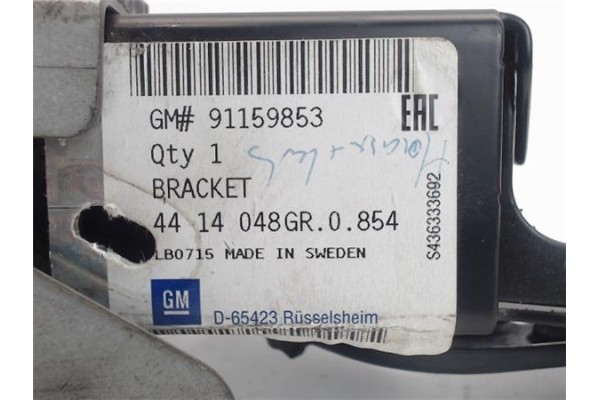 GM# 91159853
EAC
Qty 1
BRACKET
44 14 048GR.0.854
LB0715 MADE IN SWEDEN
GM
D-65423 Rüsselsheim
S436333692